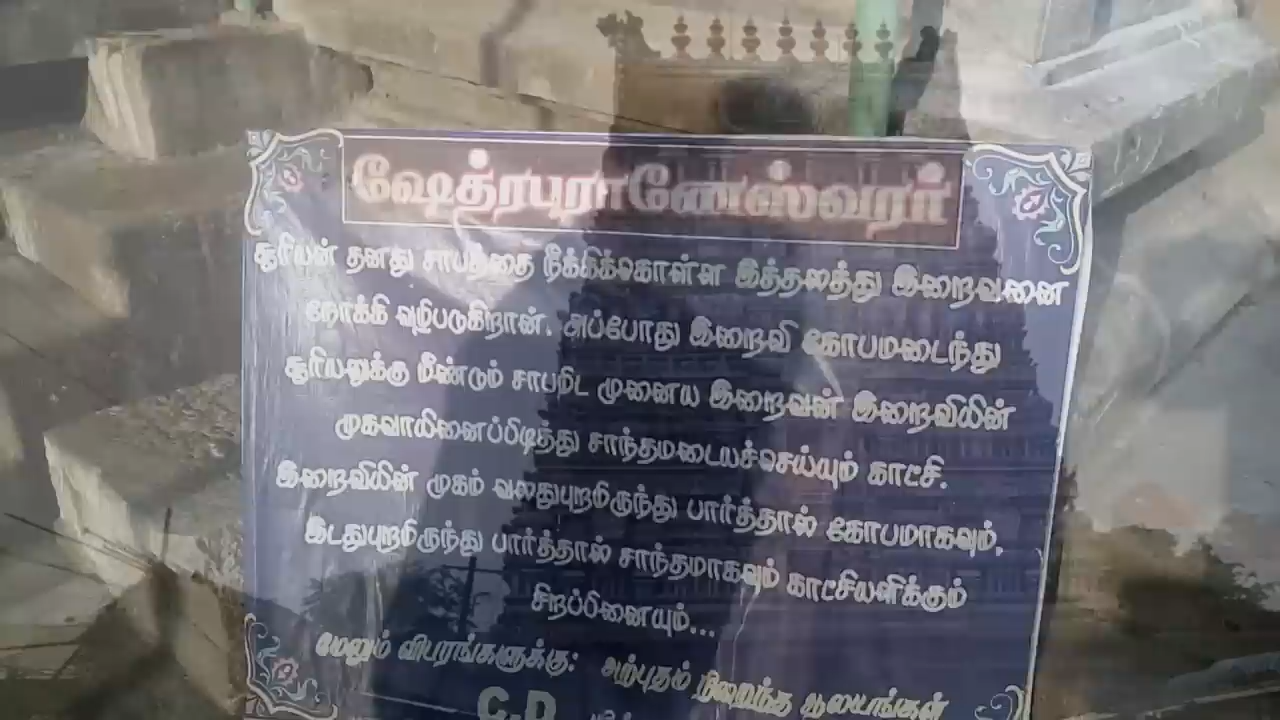 ஷேத்ரபுராணேஸ்வரர்
சூரியன் தனது சாபத்தை நீக்கிக்கொள்ள இத்தலத்து இறைவனை
நோக்கி வழிபடுகிறான். அப்போது இறைவி கோபமடைந்து
சூரியனுக்கு மீண்டும் சாபமிட முனைய இறைவன் இறைவியின்
முகவாயினைப்பிடித்து சாந்தமடையச்செய்யும் காட்சி.
இறைவியின் முகம் வலதுபுறமிருந்து பார்த்தால் கோபமாகவும்,
இடதுபுறமிருந்து பார்த்தால் சாந்தமாகவும் காட்சியளிக்கும்
சிறப்பினையும்...
மேலும் விபரங்களுக்கு: அற்புதம் நிறைந்த ஆலயங்கள்
C.D